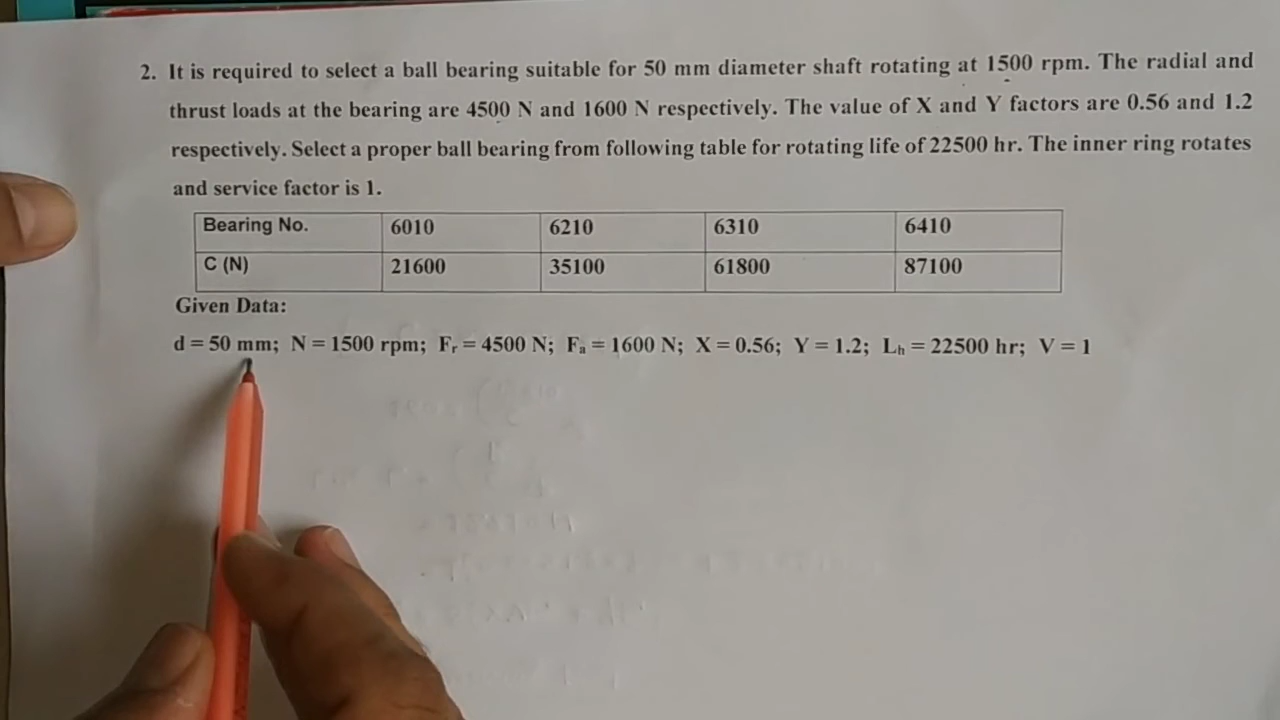 2. It is required to select a ball bearing suitable for 50 mm diameter shaft rotating at 1500 rpm. The radial and
thrust loads at the bearing are 4500 N and 1600 N respectively. The value of X and Y factors are 0.56 and 1.2
respectively. Select a proper ball bearing from following table for rotating life of 22500 hr. The inner ring rotates
and service factor is 1.
Bearing No. 6010 6210 6310 6410
C (N) 21600 35100 61800 87100
Given Data:
d = 50 mm; N = 1500 rpm; Fr = 4500 N; Fa = 1600 N; X = 0.56; Y = 1.2; Lh = 22500 hr; V = 1